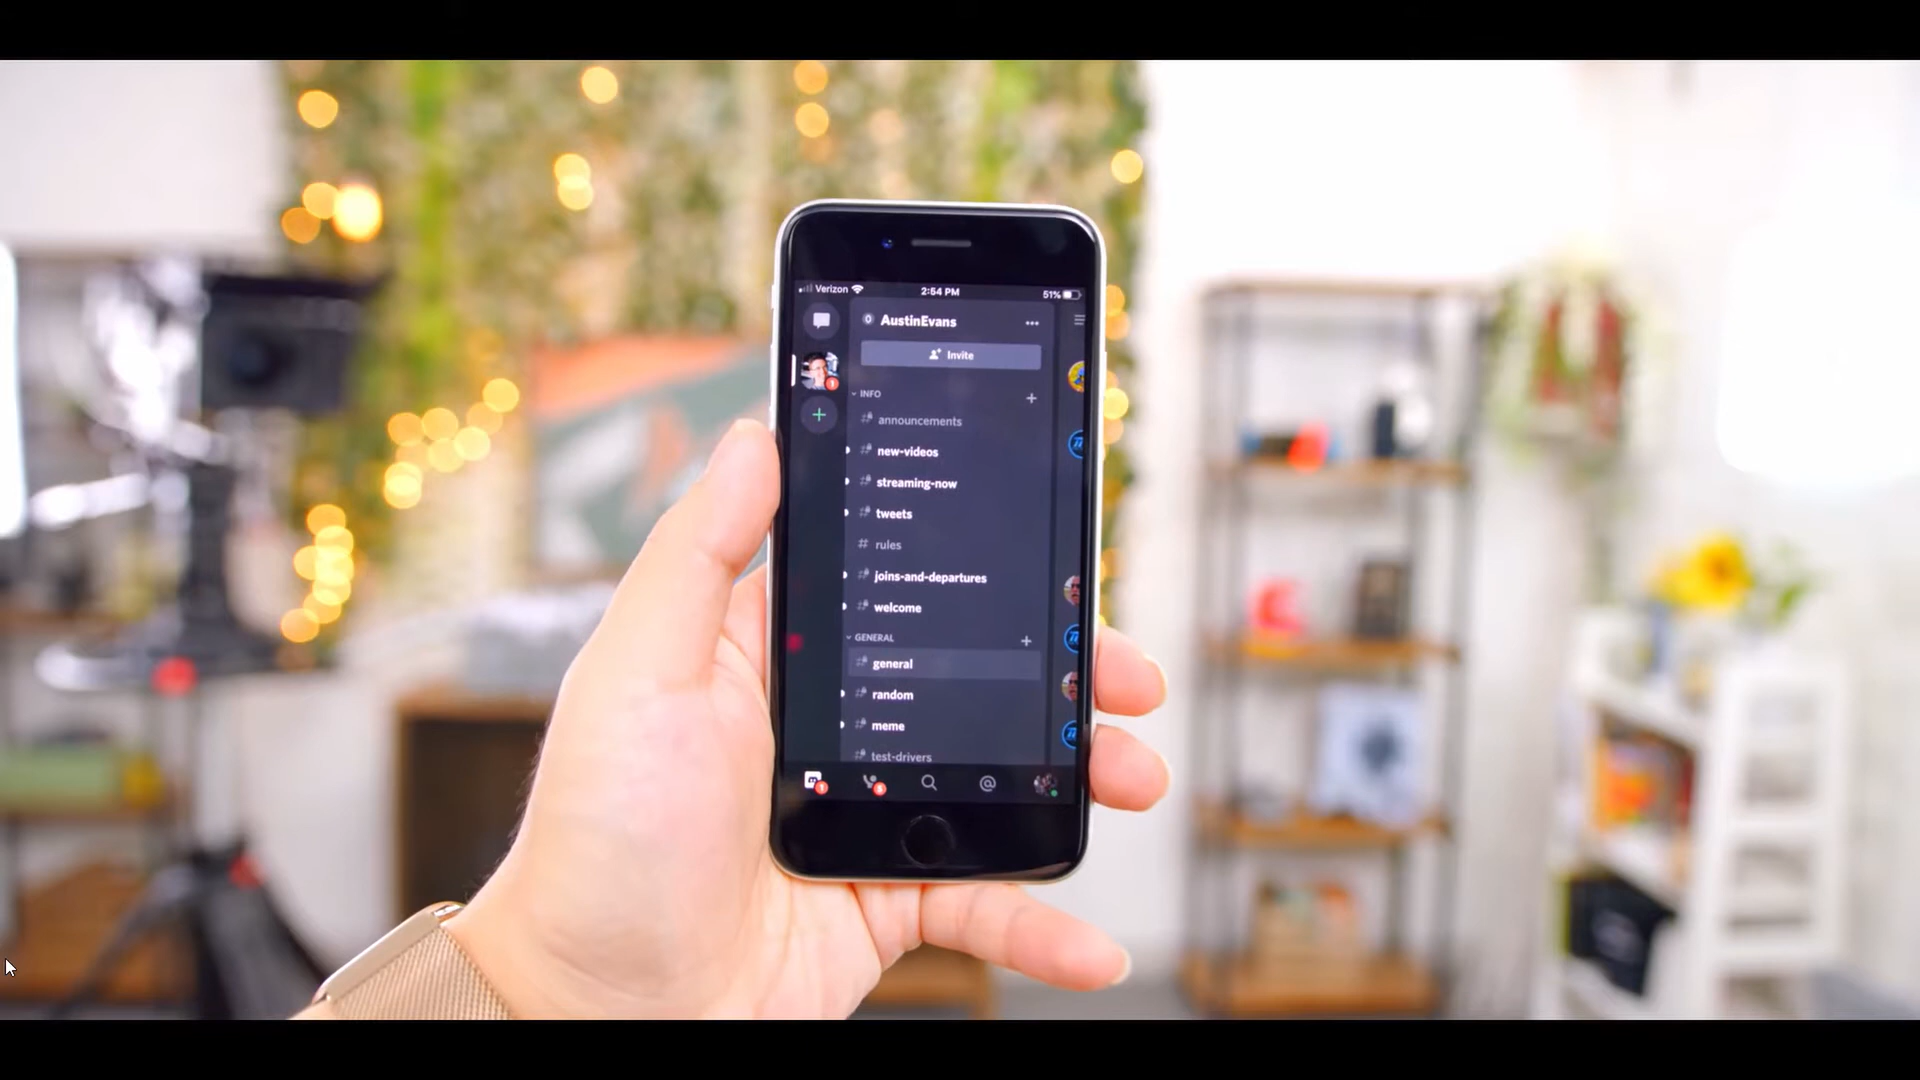 Verizon 2:54 PM 51%
AustinEvans
Invite
INFO
announcements
new-videos
streaming-now
tweets
# rules
joins-and-departures
welcome
GENERAL
general
random
meme
test-drivers